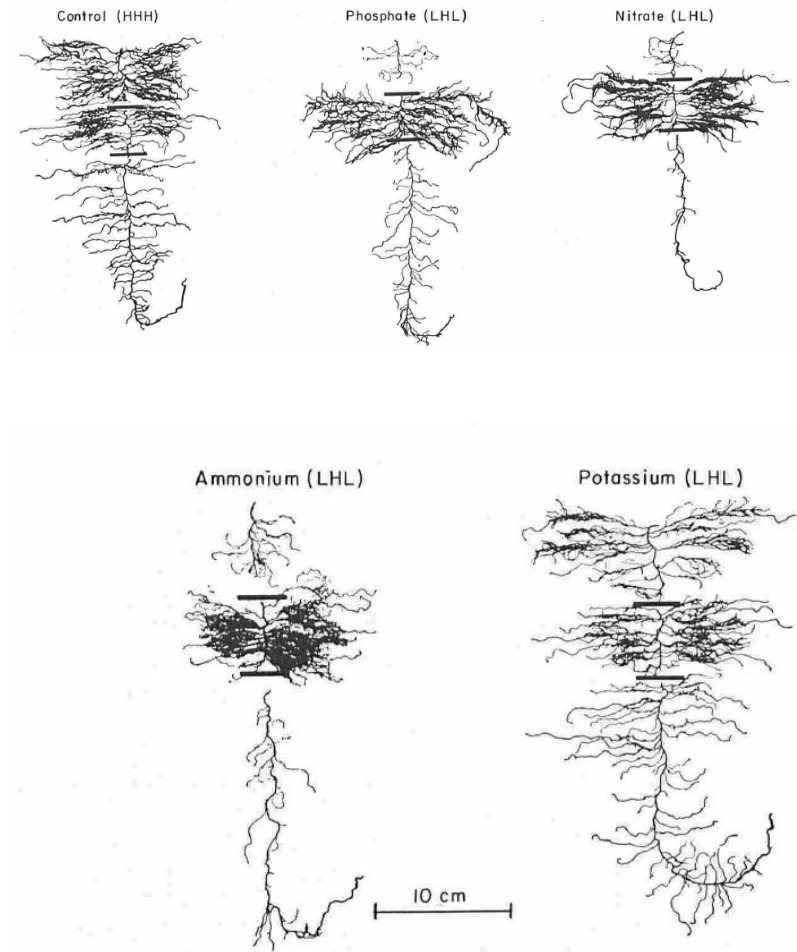 Control (HHH)
Phosphate (LHL)
Nitrate (LHL)
Ammonium (LHL)
Potassium (LHL)
10 cm